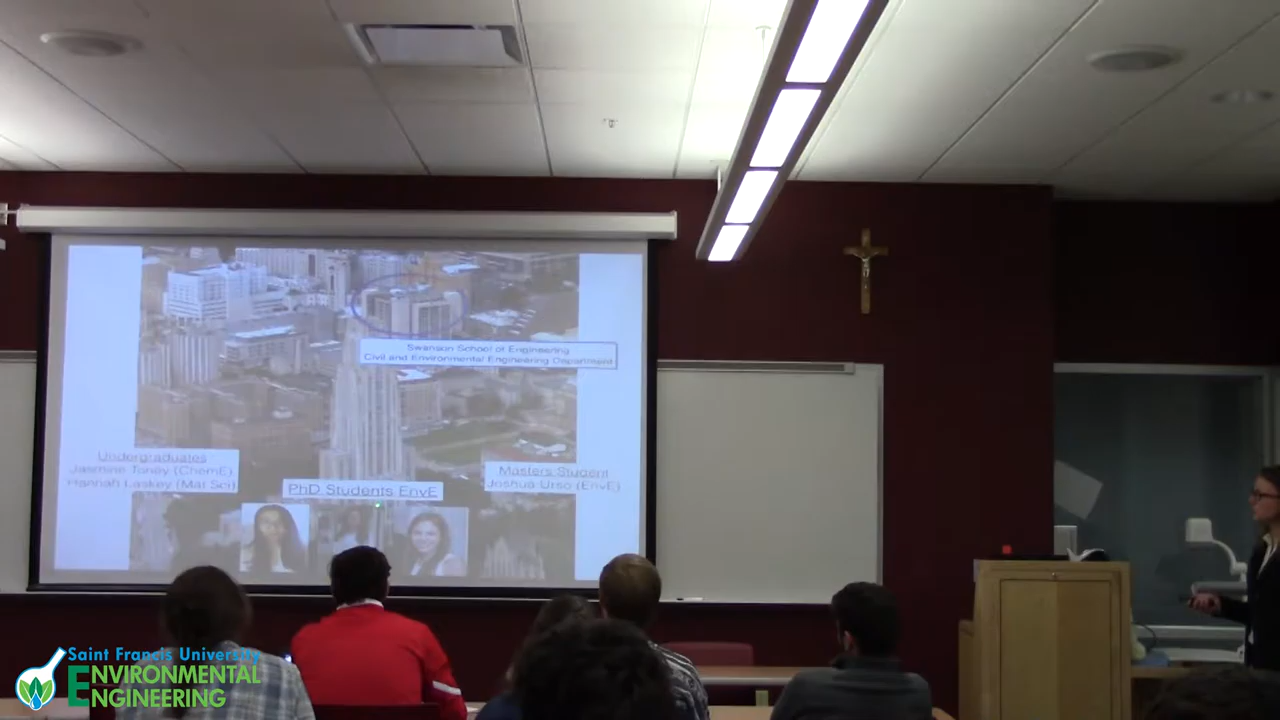 Swanson School of Engineering
Civil and Environmental Engineering Department
Undergraduates
Jasmine Toney (ChemE)
Hannah Laskey (Mat Sci)
PhD Students EnvE
Masters Student
Joshua Urso (EnvE)
Saint Francis University
ENVIRONMENTAL
ENGINEERING